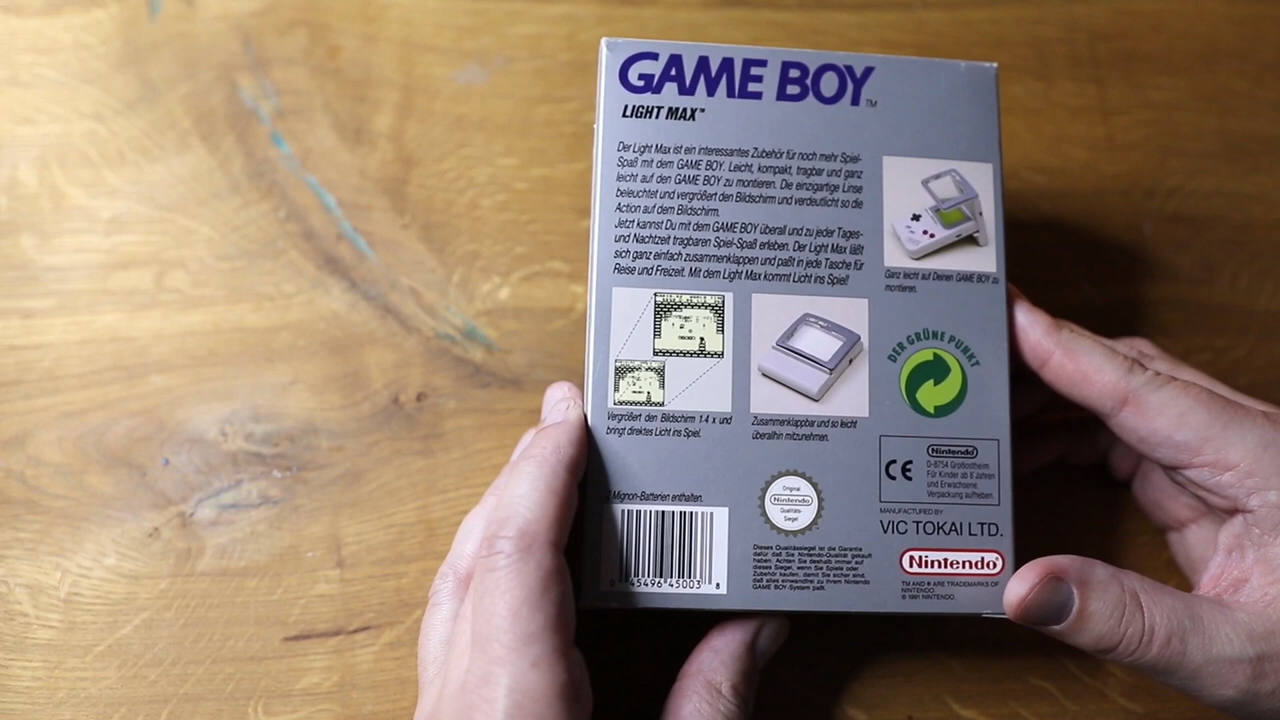 GAME BOY™
LIGHT MAX™
Der Light Max ist ein interessantes Zubehör für noch mehr Spiel-
Spaß mit dem GAME BOY. Leicht, kompakt, tragbar und ganz
leicht auf den GAME BOY zu montieren. Die einzigartige Linse
beleuchtet und vergrößert den Bildschirm und verdeutlicht so die
Action auf dem Bildschirm.
Jetzt kannst Du mit dem GAME BOY überall und zu jeder Tages-
und Nachtzeit tragbaren Spiel-Spaß erleben. Der Light Max läßt
sich ganz einfach zusammenklappen und paßt in jede Tasche für
Reise und Freizeit. Mit dem Light Max kommt Licht ins Spiel!
Ganz leicht auf Deinen GAME BOY zu
montieren.
Vergrößert den Bildschirm 1·4 x und
bringt direktes Licht ins Spiel.
Zusammenklappbar und so leicht
überallhin mitzunehmen.
DER GRÜNE PUNKT
CE
Nintendo
D-8754 Großostheim
Für Kinder ab 6 Jahren
und Erwachsene.
Verpackung aufheben.
Mignon-Batterien enthalten.
0 45496 45003 8
Original
Nintendo
Qualitäts-
Siegel
Dieses Qualitätssiegel ist die Garantie
dafür daß Sie Nintendo-Qualität gekauft
haben. Achten Sie deshalb immer auf
dieses Siegel, wenn Sie Spiele oder
Zubehör kaufen, damit Sie sicher sind,
daß alles einwandfrei zu Ihrem Nintendo
GAME BOY-System paßt.
MANUFACTURED BY
VIC TOKAI LTD.
Nintendo®
TM AND ® ARE TRADEMARKS OF
NINTENDO.
© 1991 NINTENDO.